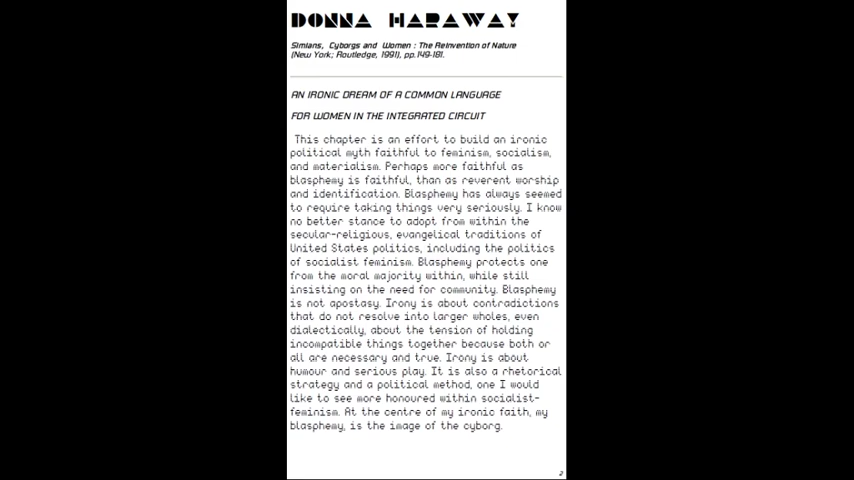 DONNA HARAWAY
Simians, Cyborgs and Women : The Reinvention of Nature
(New York; Routledge, 1991), pp.149-181.
AN IRONIC DREAM OF A COMMON LANGUAGE
FOR WOMEN IN THE INTEGRATED CIRCUIT
This chapter is an effort to build an ironic
political myth faithful to feminism, socialism,
and materialism. Perhaps more faithful as
blasphemy is faithful, than as reverent worship
and identification. Blasphemy has always seemed
to require taking things very seriously. I know
no better stance to adopt from within the
secular-religious, evangelical traditions of
United States politics, including the politics
of socialist feminism. Blasphemy protects one
from the moral majority within, while still
insisting on the need for community. Blasphemy
is not apostasy. Irony is about contradictions
that do not resolve into larger wholes, even
dialectically, about the tension of holding
incompatible things together because both or
all are necessary and true. Irony is about
humour and serious play. It is also a rhetorical
strategy and a political method, one I would
like to see more honoured within socialist-
feminism. At the centre of my ironic faith, my
blasphemy, is the image of the cyborg.
2